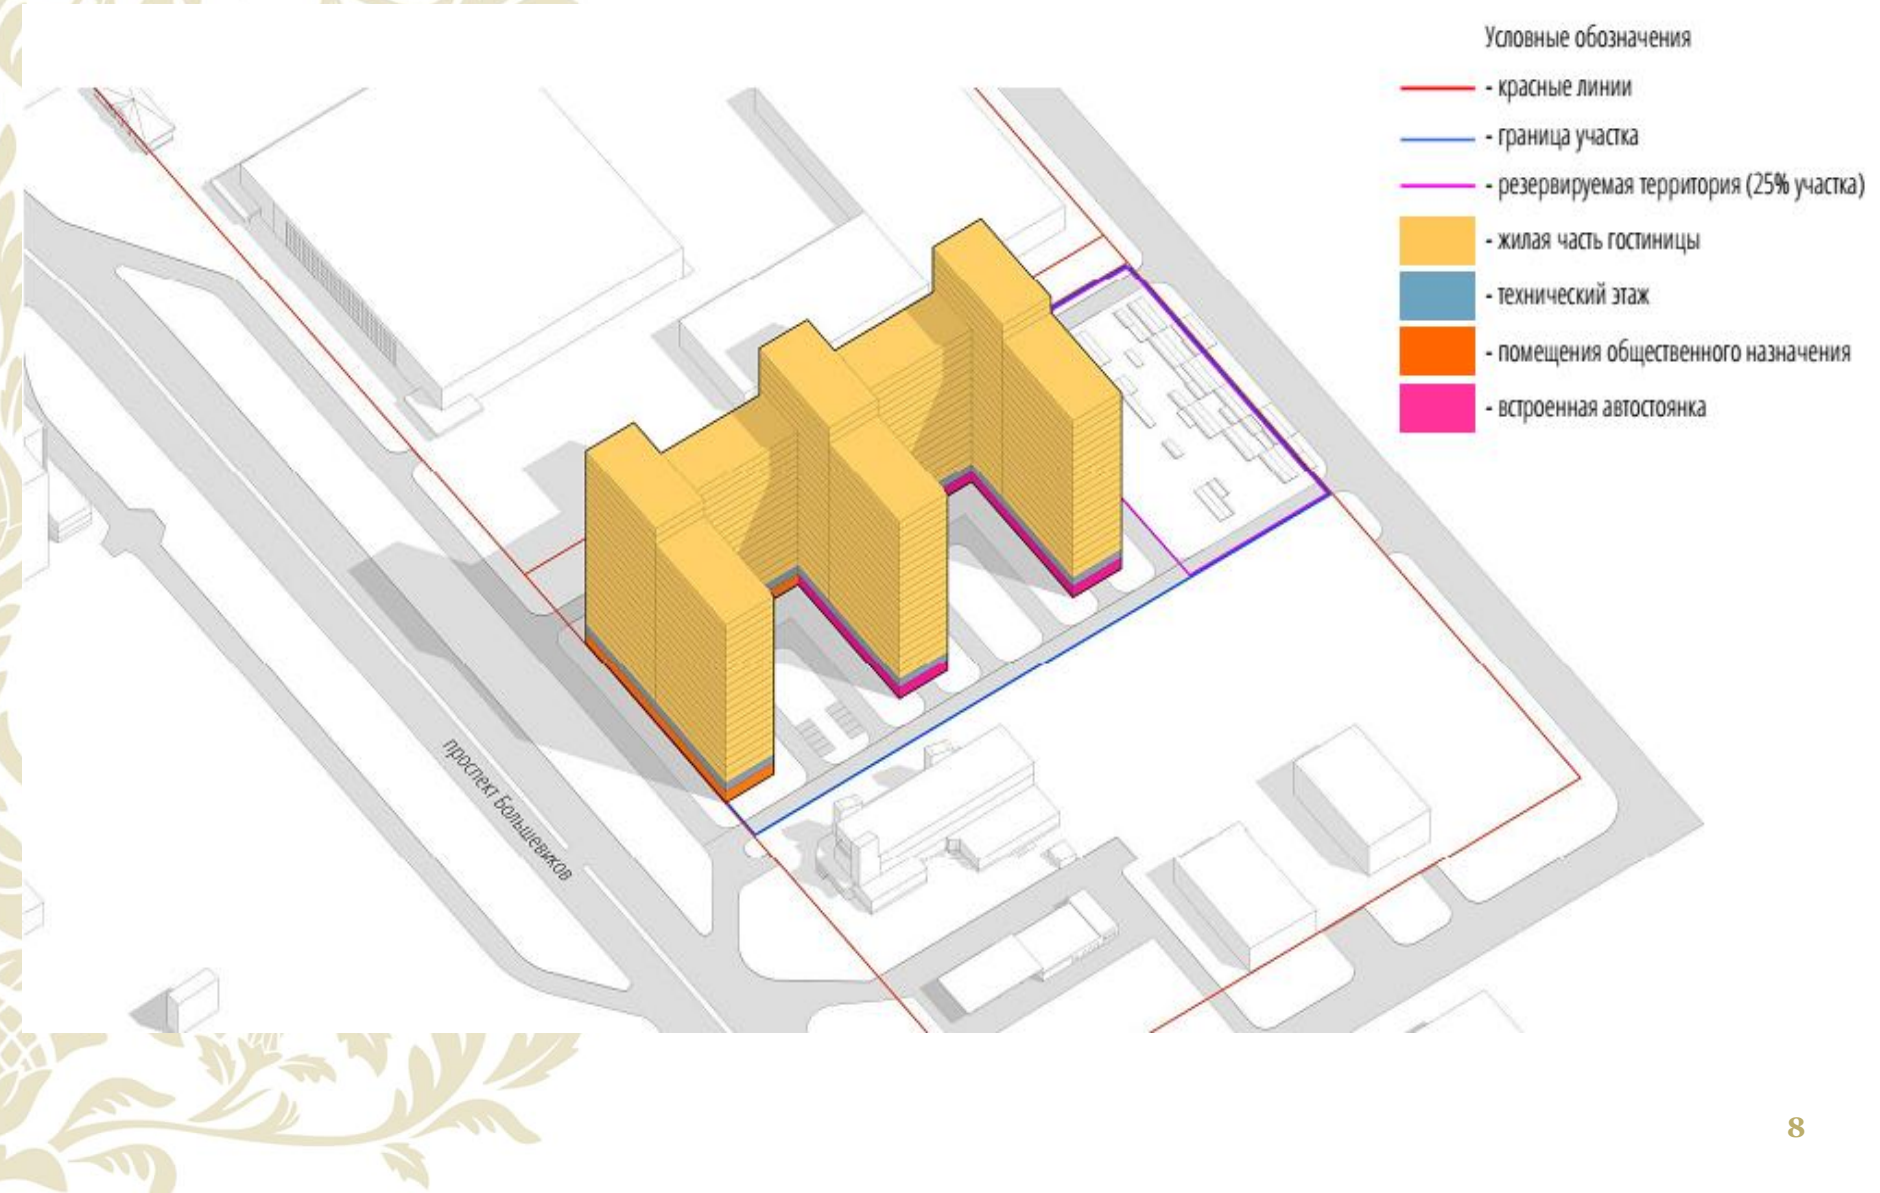 Условные обозначения
- красные линии
- граница участка
- резервируемая территория (25% участка)
- жилая часть гостиницы
- технический этаж
- помещения общественного назначения
- встроенная автостоянка
проспект Большевиков
8